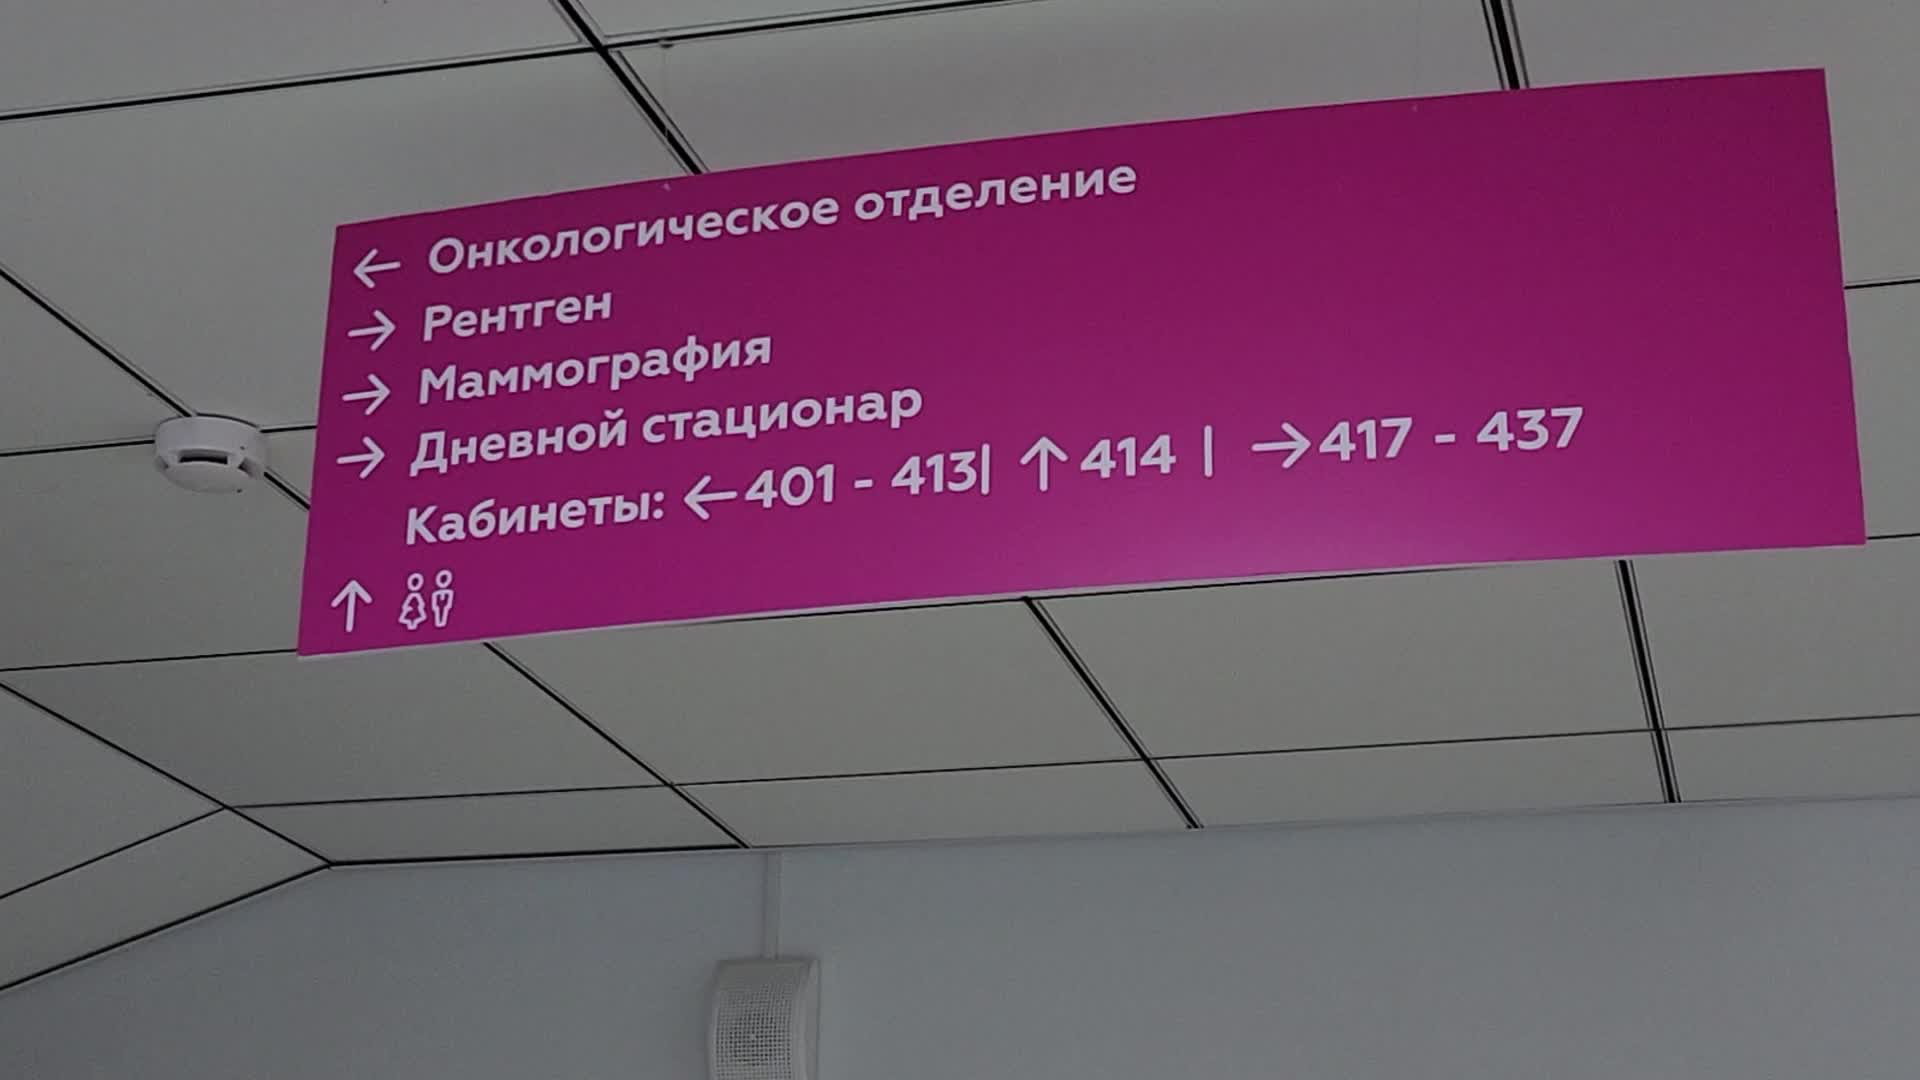 ← Онкологическое отделение
→ Рентген
→ Маммография
→ Дневной стационар
Кабинеты: ←401 - 413| ↑414 | →417 - 437
↑